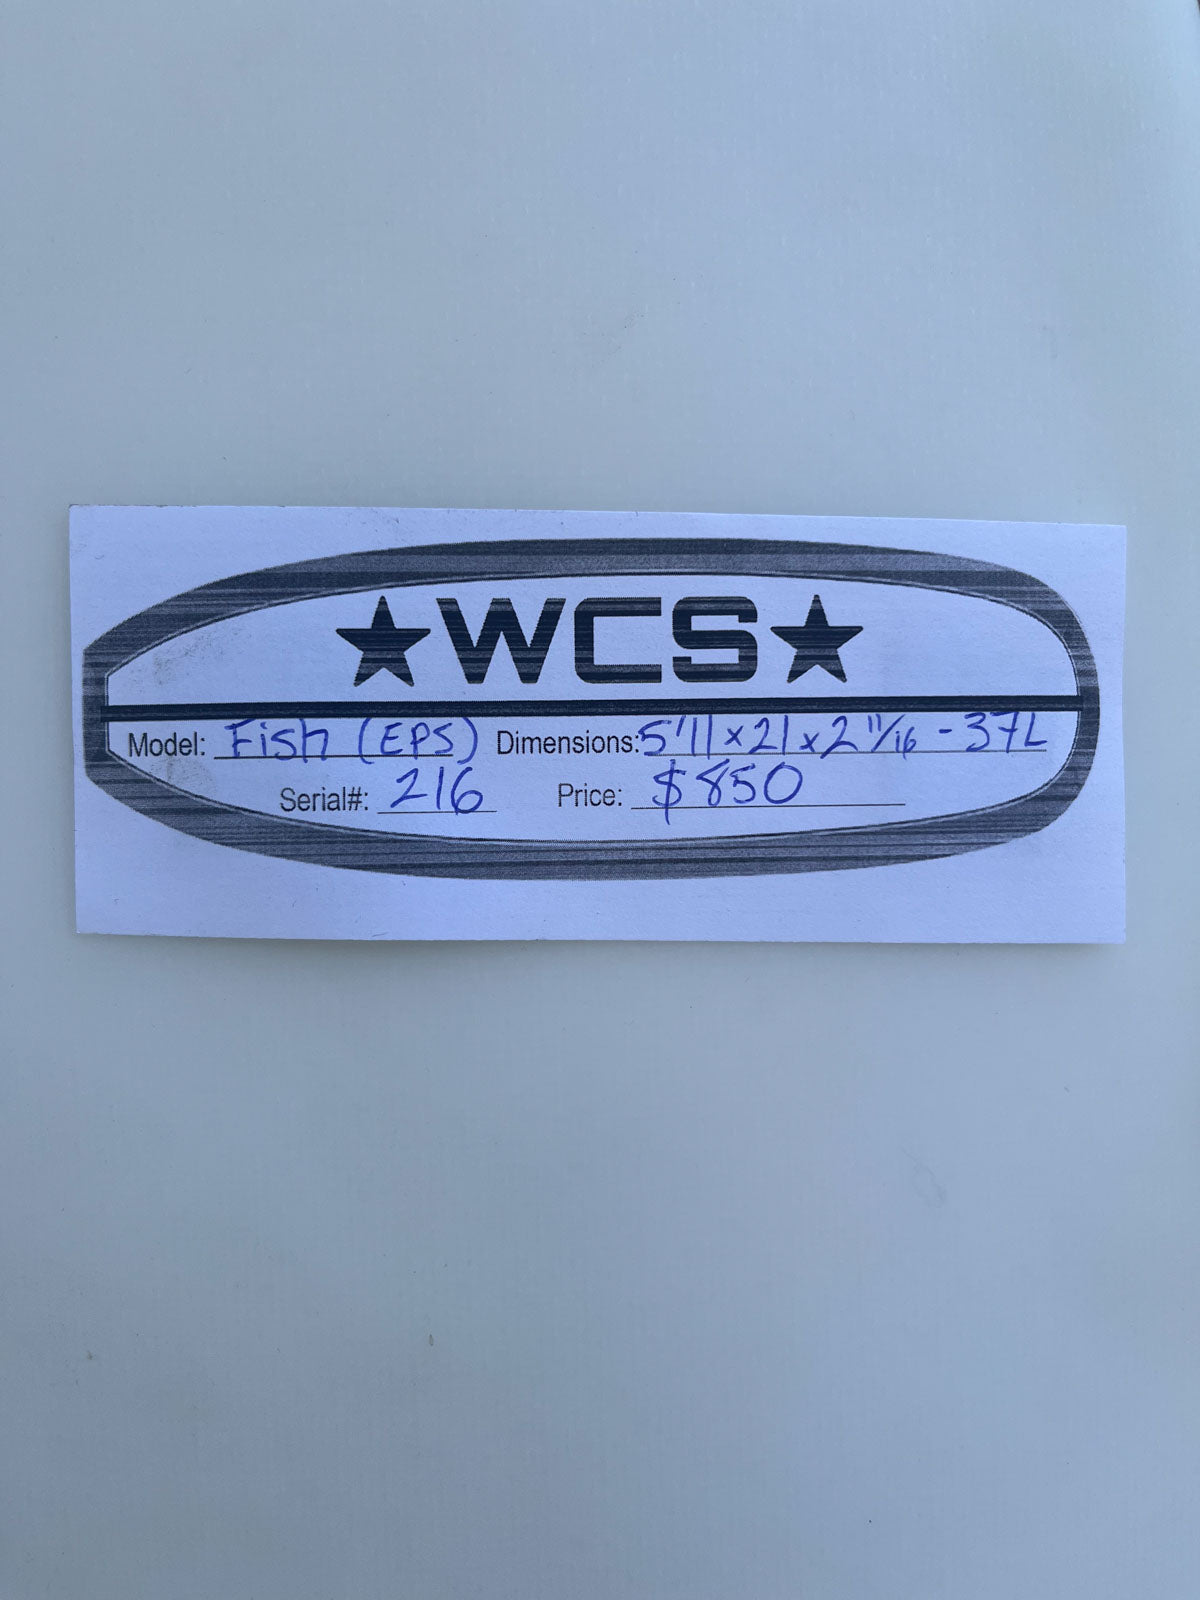 ★WCS★
Model: Fish (EPS) Dimensions: 5'11 x 21 x 2 11/16 - 37L
Serial#: 216 Price: $850